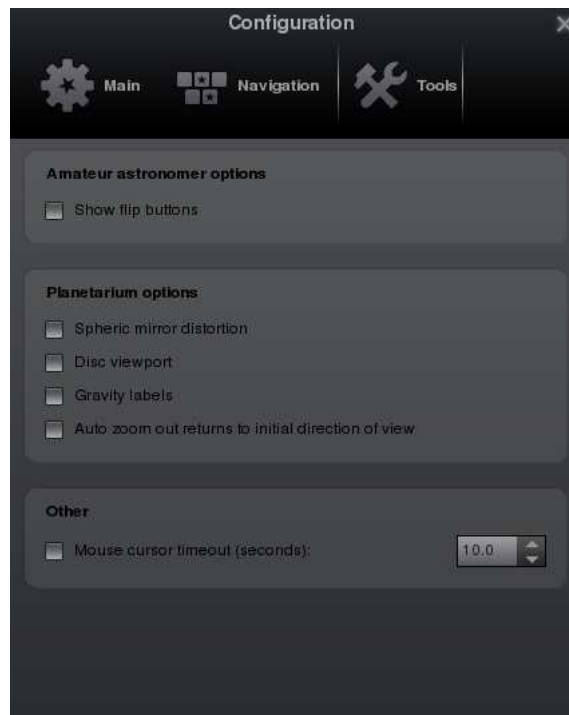 Configuration
Main Navigation Tools
Amateur astronomer options
Show flip buttons
Planetarium options
Spheric mirror distortion
Disc viewport
Gravity labels
Auto zoom out returns to initial direction of view
Other
Mouse cursor timeout (seconds): 10.0